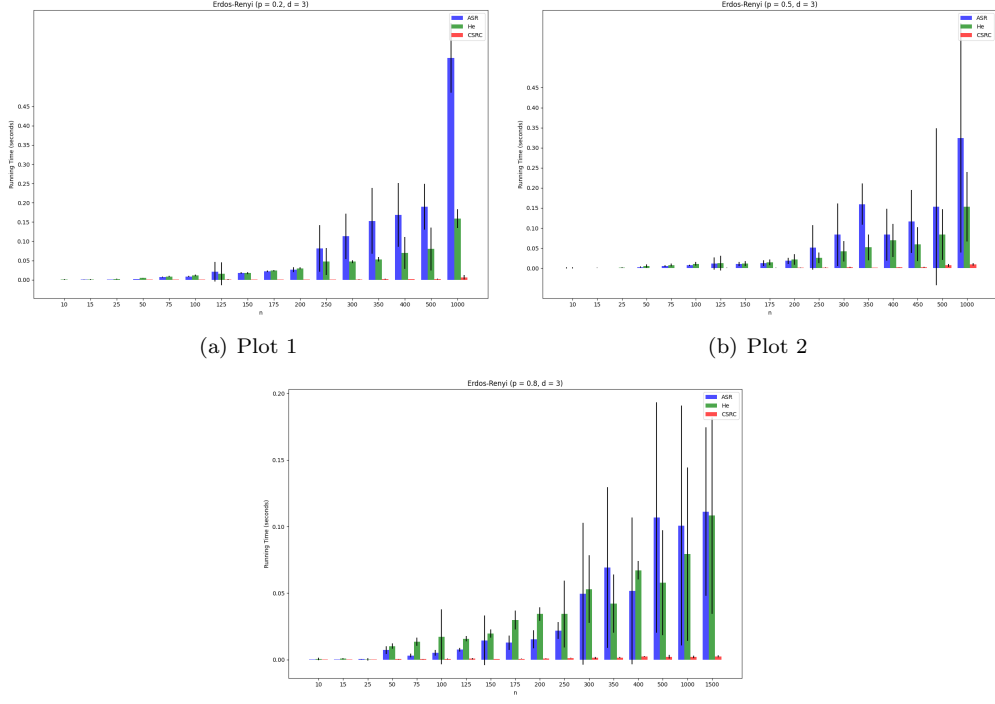 Erdos-Renyi (p = 0.2, d = 3)
ASR
He
CSRC
0.45
0.40
0.35
0.30
0.25
0.20
0.15
0.10
0.05
0.00
Running Time (seconds)
10 15 25 50 75 100 125 150 175 200 250 300 350 400 500 1000
n
(a) Plot 1
Erdos-Renyi (p = 0.5, d = 3)
ASR
He
CSRC
0.45
0.40
0.35
0.30
0.25
0.20
0.15
0.10
0.05
0.00
Running Time (seconds)
10 15 25 50 75 100 125 150 175 200 250 300 350 400 500 1000
n
(b) Plot 2
Erdos-Renyi (p = 0.8, d = 3)
ASR
He
CSRC
0.20
0.15
0.10
0.05
0.00
Running Time (seconds)
10 15 25 50 75 100 125 150 175 200 250 300 350 400 500 1000 1500
n